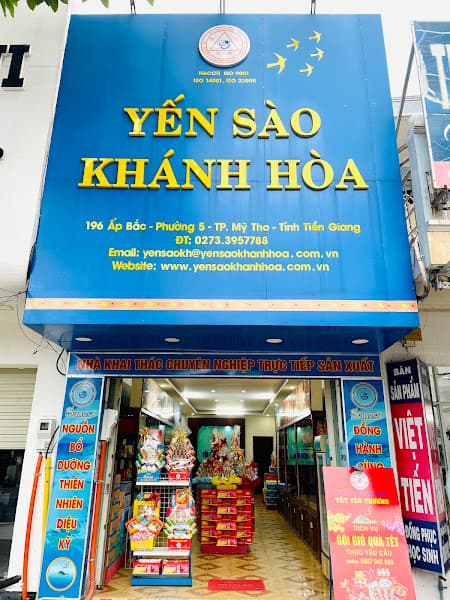 HACCP, ISO 9001
ISO 14001, ISO 22000
YẾN SÀO
KHÁNH HÒA
196 Ấp Bắc - Phường 5 - TP. Mỹ Tho - Tỉnh Tiền Giang
ĐT: 0273.3957788
Email: yensaokh@yensaokhanhhoa.com.vn
Website: www.yensaokhanhhoa.com.vn
NHÀ KHAI THÁC CHUYÊN NGHIỆP TRỰC TIẾP SẢN XUẤT
NGUỒN
BỔ
DƯỠNG
THIÊN
NHIÊN
DIỆU
KỲ
ĐỒNG
HÀNH
CÙNG
TẾT YÊU THƯƠNG
DỊCH VỤ
GÓI GIỎ QUÀ TẾT
THEO YÊU CẦU
BÁN
SẢN PHẨM
VIỆT
-
TIẾN
ĐỒNG PHỤC
HỌC SINH